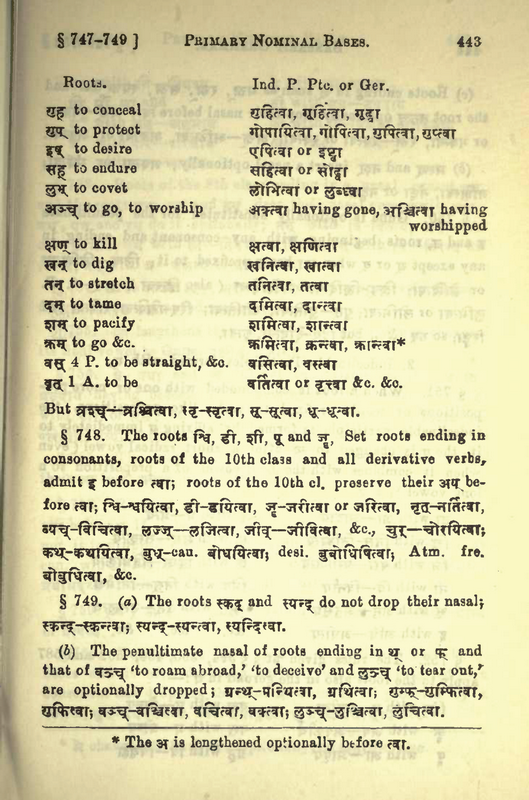 § 747-749 ] PRIMARY NOMINAL BASES. 443
Roots. Ind. P. Ptc. or Ger.
गुह् to conceal गुहित्वा, गूहित्वा, गूढ्वा
गुप् to protect गोपायित्वा, गोपित्वा, गुपित्वा, गुप्त्वा
इष् to desire एषित्वा or इष्ट्वा
सह् to endure सहित्वा or सोढ्वा
लुभ् to covet लोभित्वा or लुब्ध्वा
अञ्च् to go, to worship अक्त्वा having gone, अञ्चित्वा having
worshipped
क्षण् to kill क्षत्वा, क्षणित्वा
खन् to dig खनित्वा, खात्वा
तन् to stretch तनित्वा, तत्वा
दम् to tame दमित्वा, दान्त्वा
शम् to pacify शमित्वा, शान्त्वा
क्रम् to go &c. क्रमित्वा, क्रन्त्वा, क्रान्त्वा*
वस् 4 P. to be straight, &c. वसित्वा, वस्त्वा
वृत् 1 A. to be वर्तित्वा or वृत्त्वा &c. &c.
But व्रश्च्—व्रश्चित्वा, स्तृ-स्तृत्वा, सू-सूत्वा, धू-धूत्वा.
§ 748. The roots श्वि, डी, शी, पू and जॄ, Set roots ending in
consonants, roots of the 10th class and all derivative verbs,
admit इ before त्वा; roots of the 10th cl. preserve their अय् be-
fore त्वा; श्वि-श्वयित्वा, डी-डयित्वा, जॄ-जरीत्वा or जरित्वा, नृत्-नर्तित्वा,
व्यच्-विचित्वा, लज्ज्—लजित्वा, जीव्—जीवित्वा, &c., चुर्—चोरयित्वा;
कथ्-कथयित्वा, बुध्-cau. बोधयित्वा; desi. बुबोधिषित्वा; Atm. fre.
बोबुधित्वा, &c.
§ 749. (a) The roots स्कन्द् and स्यन्द् do not drop their nasal;
स्कन्द्-स्कन्त्वा; स्यन्द्-स्यन्त्वा, स्यन्दित्वा.
(b) The penultimate nasal of roots ending in थ् or फ् and
that of वञ्च् ‘to roam abroad,’ ‘to deceive’ and लुञ्च् ‘to tear out,’
are optionally dropped; ग्रन्थ्-ग्रन्थित्वा, ग्रथित्वा; गुम्फ्-गुम्फित्वा,
गुफित्वा; वञ्च्-वञ्चित्वा, वचित्वा, वक्त्वा; लुञ्च्-लुञ्चित्वा, लुचित्वा.
* The अ is lengthened optionally before त्वा.